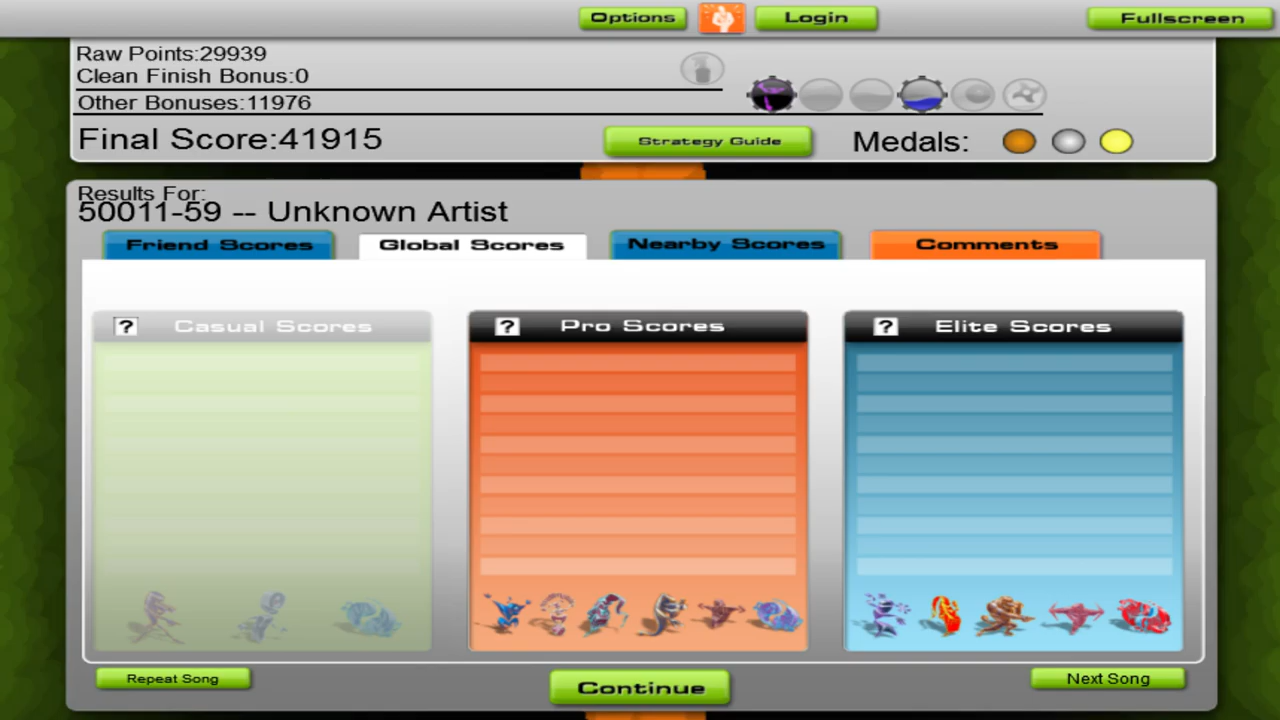 Options
Login
Fullscreen
Raw Points:29939
Clean Finish Bonus:0
Other Bonuses:11976
Final Score:41915
Strategy Guide
Medals:
Results For:
50011-59 -- Unknown Artist
Friend Scores
Global Scores
Nearby Scores
Comments
? Casual Scores
? Pro Scores
? Elite Scores
Repeat Song
Continue
Next Song